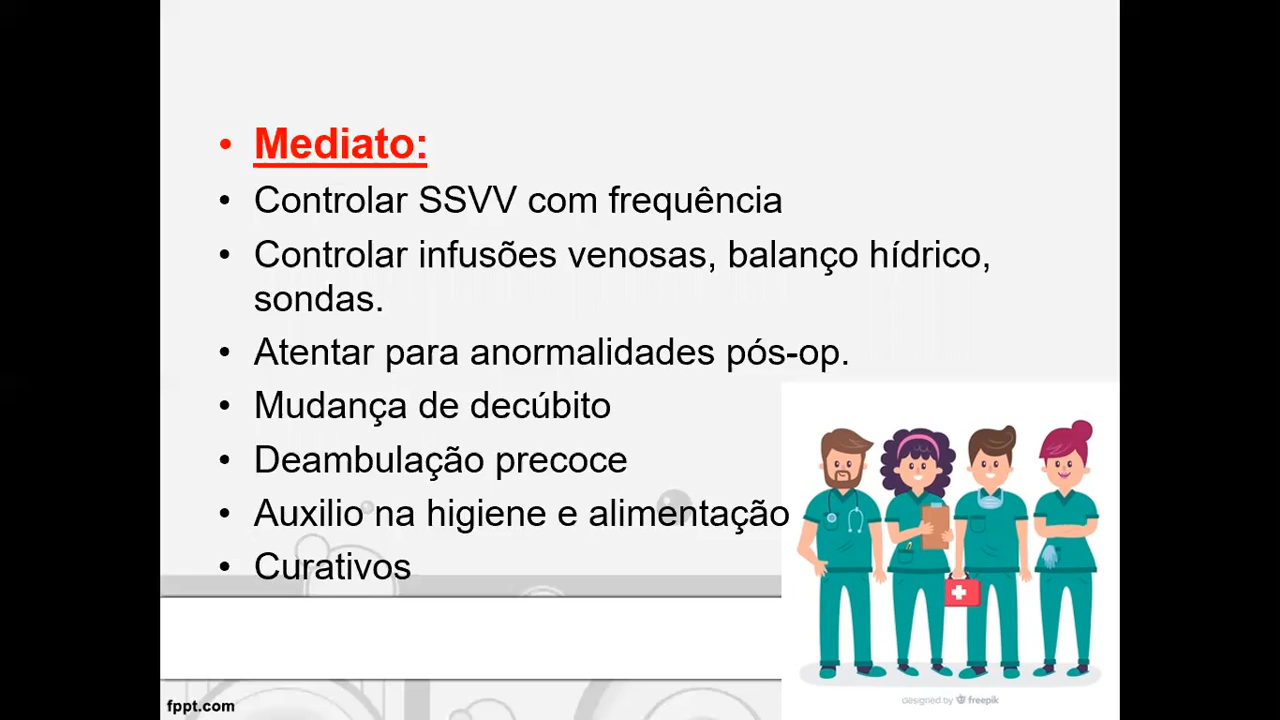 • Mediato:
• Controlar SSVV com frequência
• Controlar infusões venosas, balanço hídrico,
sondas.
• Atentar para anormalidades pós-op.
• Mudança de decúbito
• Deambulação precoce
• Auxilio na higiene e alimentação
• Curativos
designed by freepik
fppt.com